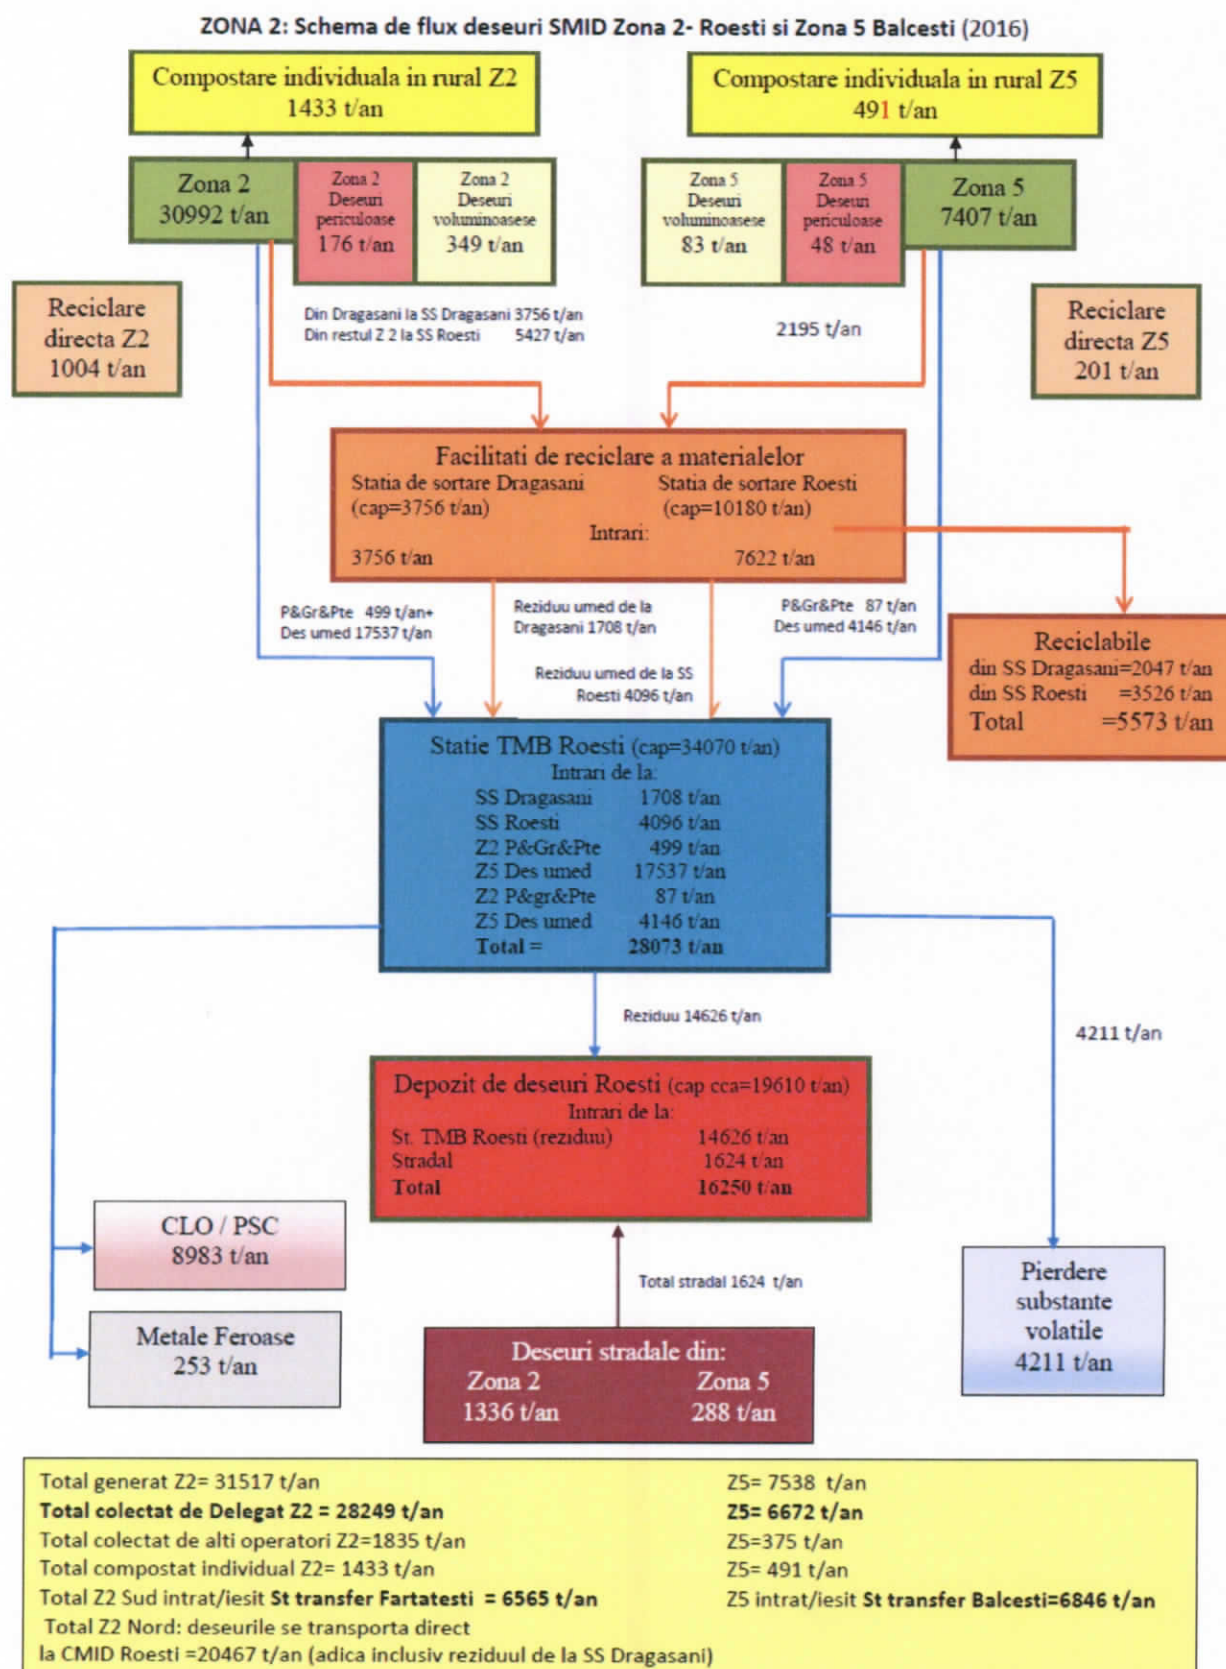 ZONA 2: Schema de flux deseuri SMID Zona 2- Roesti si Zona 5 Balcesti (2016)
Compostare individuala in rural Z2
1433 t/an
Compostare individuala in rural Z5
491 t/an
Zona 2
30992 t/an
Zona 2
Deseuri
periculoase
176 t/an
Zona 2
Deseuri
voluminoasese
349 t/an
Zona 5
Deseuri
voluminoasese
83 t/an
Zona 5
Deseuri
periculoase
48 t/an
Zona 5
7407 t/an
Reciclare
directa Z2
1004 t/an
Din Dragasani la SS Dragasani 3756 t/an
Din restul Z 2 la SS Roesti 5427 t/an
2195 t/an
Reciclare
directa Z5
201 t/an
Facilitati de reciclare a materialelor
Statia de sortare Dragasani Statia de sortare Roesti
(cap=3756 t/an) (cap=10180 t/an)
Intrari:
3756 t/an 7622 t/an
P&Gr&Pte 499 t/an+
Des umed 17537 t/an
Reziduu umed de la
Dragasani 1708 t/an
P&Gr&Pte 87 t/an
Des umed 4146 t/an
Reziduu umed de la SS
Roesti 4096 t/an
Reciclabile
din SS Dragasani=2047 t/an
din SS Roesti =3526 t/an
Total =5573 t/an
Statie TMB Roesti (cap=34070 t/an)
Intrari de la:
SS Dragasani 1708 t/an
SS Roesti 4096 t/an
Z2 P&Gr&Pte 499 t/an
Z5 Des umed 17537 t/an
Z2 P&gr&Pte 87 t/an
Z5 Des umed 4146 t/an
Total = 28073 t/an
Reziduu 14626 t/an
4211 t/an
Depozit de deseuri Roesti (cap cca=19610 t/an)
Intrari de la:
St. TMB Roesti (reziduu) 14626 t/an
Stradal 1624 t/an
Total 16250 t/an
CLO / PSC
8983 t/an
Metale Feroase
253 t/an
Total stradal 1624 t/an
Pierdere
substante
volatile
4211 t/an
Deseuri stradale din:
Zona 2 Zona 5
1336 t/an 288 t/an
Total generat Z2= 31517 t/an Z5= 7538 t/an
Total colectat de Delegat Z2 = 28249 t/an Z5= 6672 t/an
Total colectat de alti operatori Z2=1835 t/an Z5=375 t/an
Total compostat individual Z2= 1433 t/an Z5= 491 t/an
Total Z2 Sud intrat/iesit St transfer Fartatesti = 6565 t/an Z5 intrat/iesit St transfer Balcesti=6846 t/an
Total Z2 Nord: deseurile se transporta direct
la CMID Roesti =20467 t/an (adica inclusiv reziduul de la SS Dragasani)